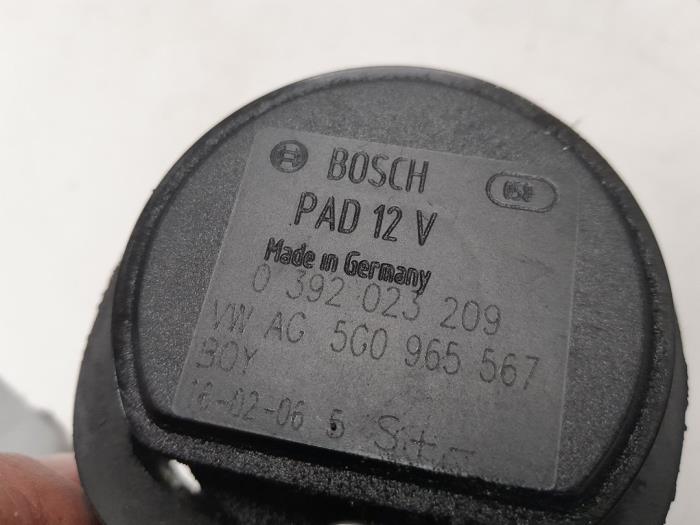 BOSCH
PAD 12 V
Made in Germany
0 392 023 209
VW AG 5G0 965 567
BOY
16-02-06 5